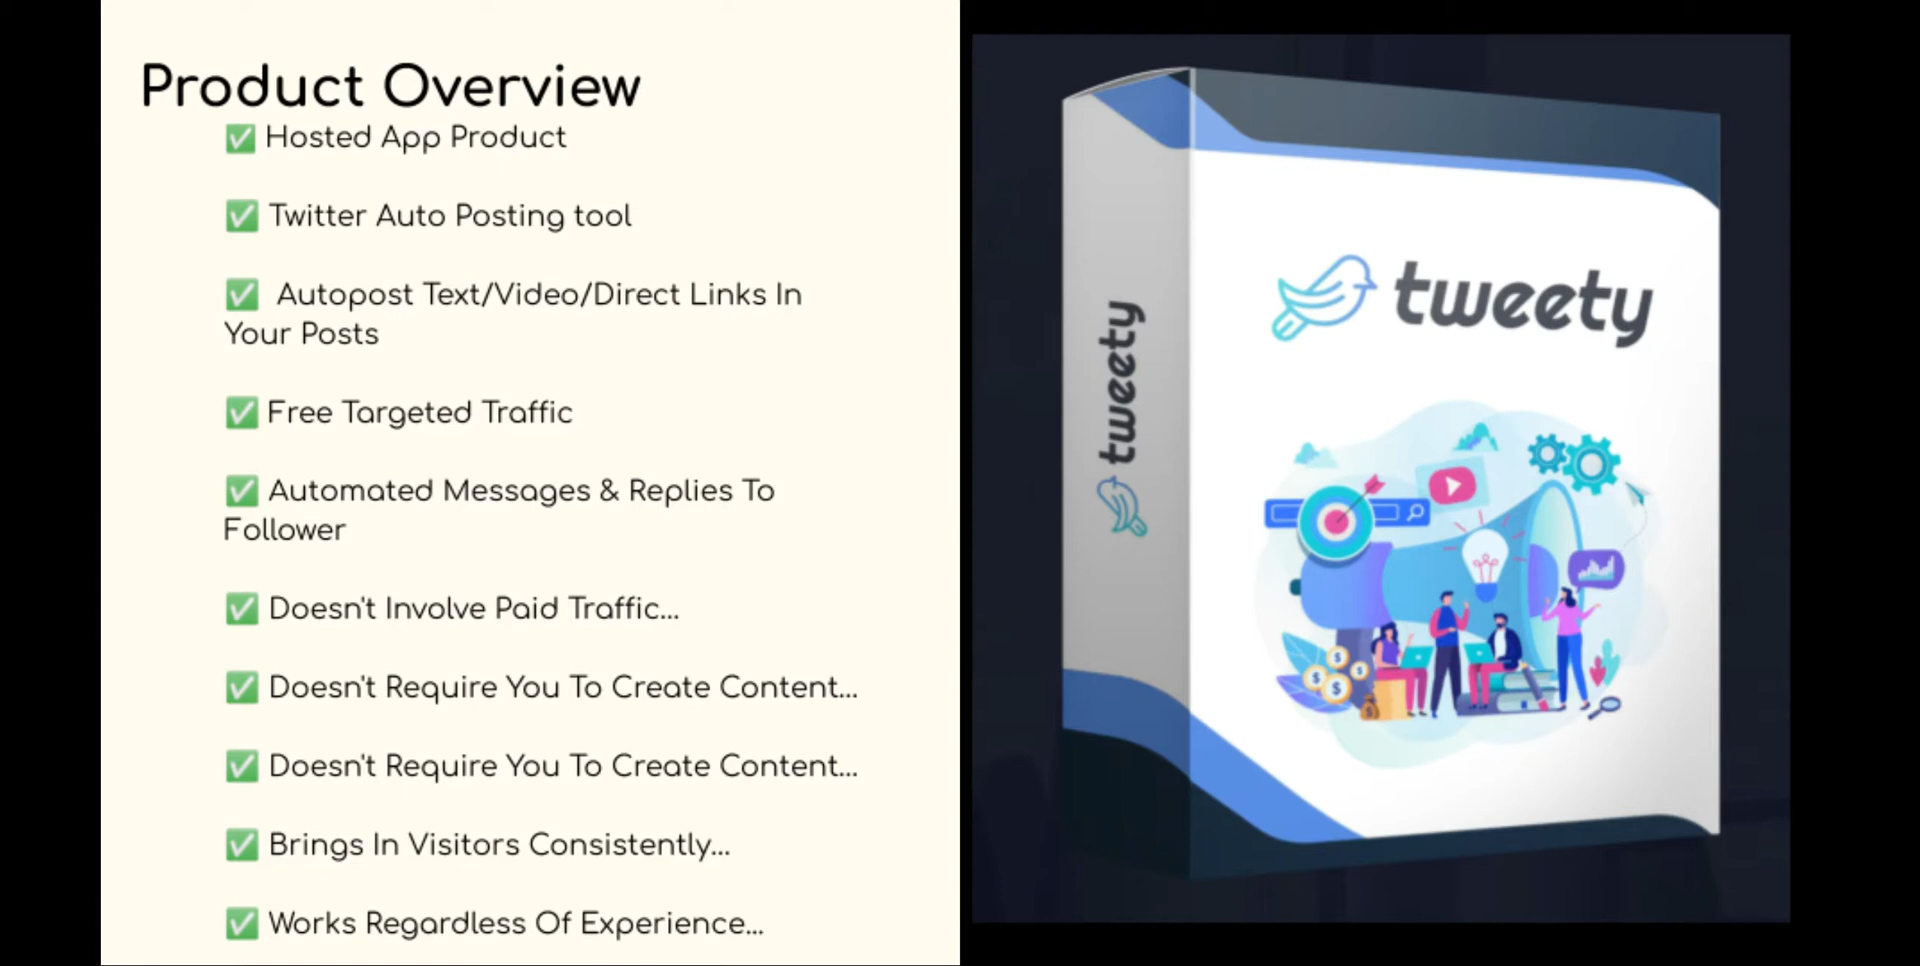 Product Overview
✅ Hosted App Product
✅ Twitter Auto Posting tool
✅ Autopost Text/Video/Direct Links In
Your Posts
✅ Free Targeted Traffic
✅ Automated Messages & Replies To
Follower
✅ Doesn't Involve Paid Traffic...
✅ Doesn't Require You To Create Content...
✅ Doesn't Require You To Create Content...
✅ Brings In Visitors Consistently...
✅ Works Regardless Of Experience...
tweety
tweety